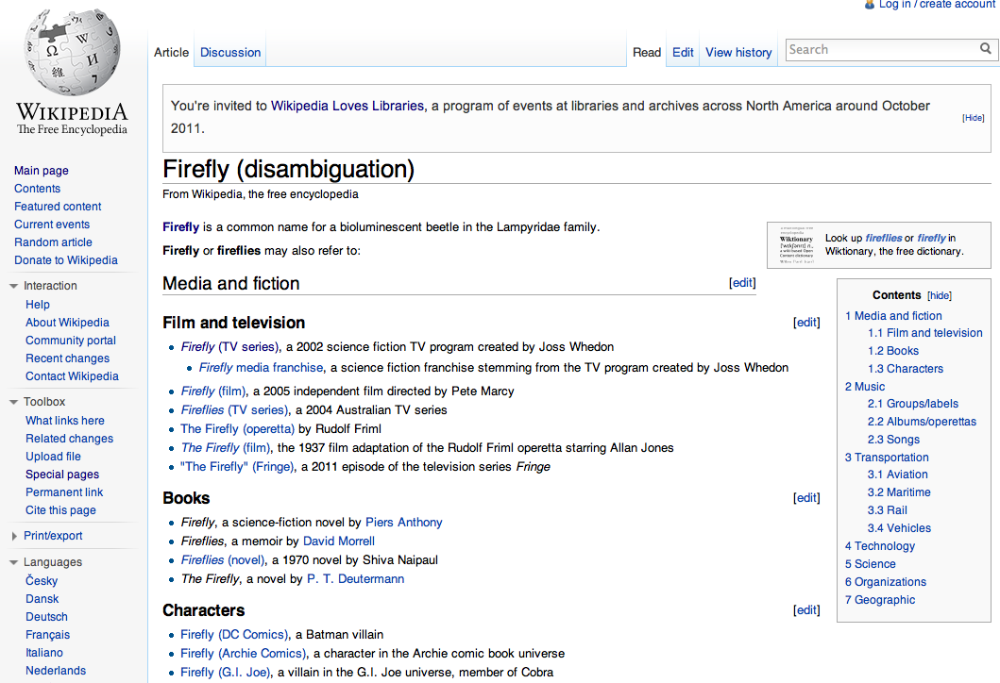 Log in / create account
Article
Discussion
Read
Edit
View history
Search
Ω
W
И
維
WIKIPEDIA
The Free Encyclopedia
Main page
Contents
Featured content
Current events
Random article
Donate to Wikipedia
Interaction
Help
About Wikipedia
Community portal
Recent changes
Contact Wikipedia
Toolbox
What links here
Related changes
Upload file
Special pages
Permanent link
Cite this page
Print/export
Languages
Česky
Dansk
Deutsch
Français
Italiano
Nederlands
You're invited to Wikipedia Loves Libraries, a program of events at libraries and archives across North America around October
2011.
[Hide]
Firefly (disambiguation)
From Wikipedia, the free encyclopedia
Firefly is a common name for a bioluminescent beetle in the Lampyridae family.
Firefly or fireflies may also refer to:
Wiktionary
Look up fireflies or firefly in
Wiktionary, the free dictionary.
Media and fiction [edit]
Film and television [edit]
Firefly (TV series), a 2002 science fiction TV program created by Joss Whedon
Firefly media franchise, a science fiction franchise stemming from the TV program created by Joss Whedon
Firefly (film), a 2005 independent film directed by Pete Marcy
Fireflies (TV series), a 2004 Australian TV series
The Firefly (operetta) by Rudolf Friml
The Firefly (film), the 1937 film adaptation of the Rudolf Friml operetta starring Allan Jones
"The Firefly" (Fringe), a 2011 episode of the television series Fringe
Books [edit]
Firefly, a science-fiction novel by Piers Anthony
Fireflies, a memoir by David Morrell
Fireflies (novel), a 1970 novel by Shiva Naipaul
The Firefly, a novel by P. T. Deutermann
Characters [edit]
Firefly (DC Comics), a Batman villain
Firefly (Archie Comics), a character in the Archie comic book universe
Firefly (G.I. Joe), a villain in the G.I. Joe universe, member of Cobra
Contents [hide]
1 Media and fiction
1.1 Film and television
1.2 Books
1.3 Characters
2 Music
2.1 Groups/labels
2.2 Albums/operettas
2.3 Songs
3 Transportation
3.1 Aviation
3.2 Maritime
3.3 Rail
3.4 Vehicles
4 Technology
5 Science
6 Organizations
7 Geographic